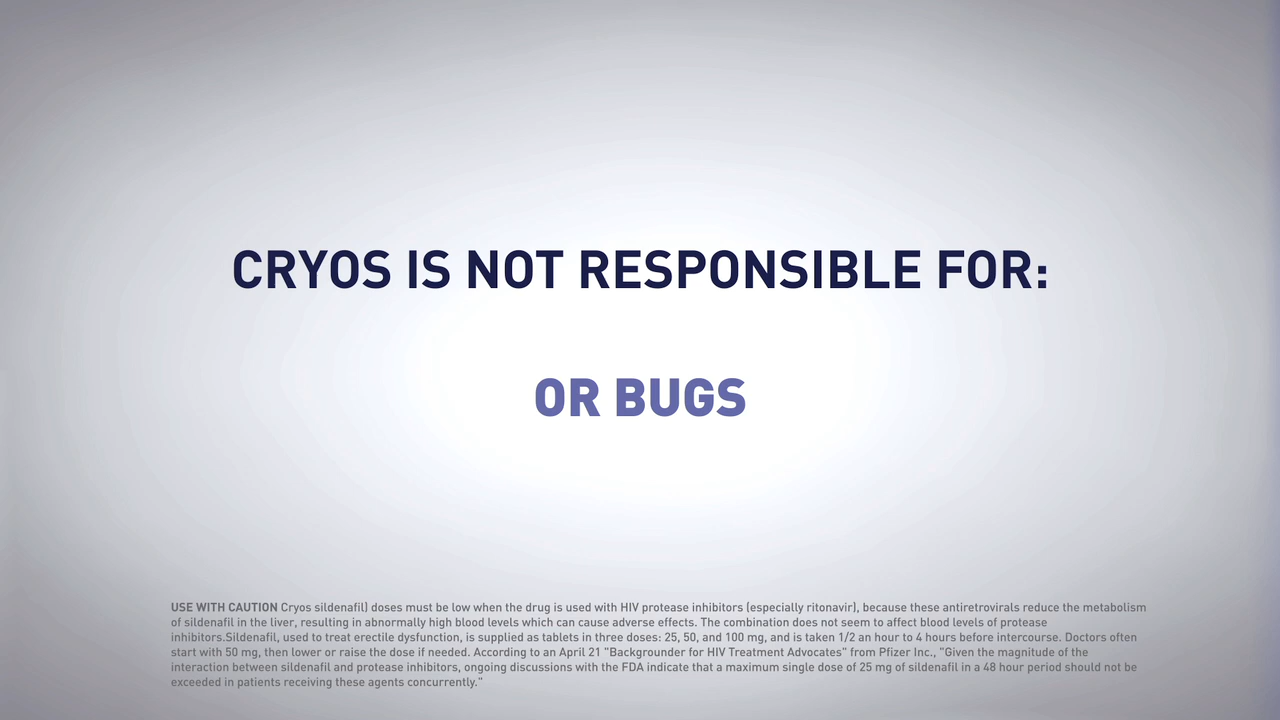 CRYOS IS NOT RESPONSIBLE FOR:
OR BUGS
USE WITH CAUTION Cryos sildenafil) doses must be low when the drug is used with HIV protease inhibitors (especially ritonavir), because these antiretrovirals reduce the metabolism
of sildenafil in the liver, resulting in abnormally high blood levels which can cause adverse effects. The combination does not seem to affect blood levels of protease
inhibitors.Sildenafil, used to treat erectile dysfunction, is supplied as tablets in three doses: 25, 50, and 100 mg, and is taken 1/2 an hour to 4 hours before intercourse. Doctors often
start with 50 mg, then lower or raise the dose if needed. According to an April 21 "Backgrounder for HIV Treatment Advocates" from Pfizer Inc., "Given the magnitude of the
interaction between sildenafil and protease inhibitors, ongoing discussions with the FDA indicate that a maximum single dose of 25 mg of sildenafil in a 48 hour period should not be
exceeded in patients receiving these agents concurrently."